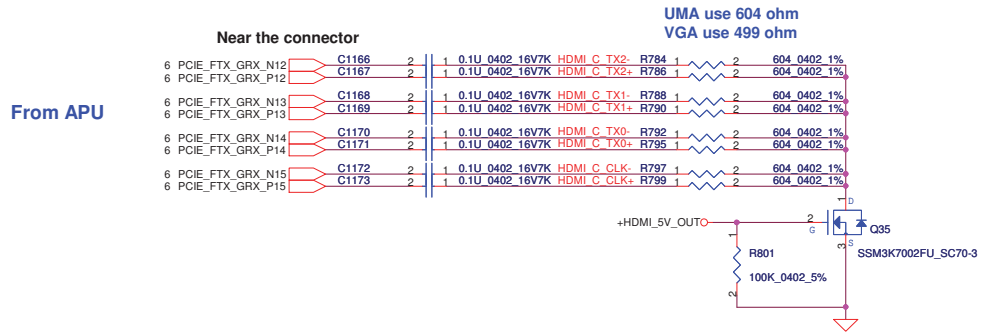 UMA use 604 ohm
VGA use 499 ohm
Near the connector
From APU
6 PCIE_FTX_GRX_N12 C1166 2 1 0.1U_0402_16V7K HDMI_C_TX2- R784 1 2 604_0402_1%
6 PCIE_FTX_GRX_P12 C1167 2 1 0.1U_0402_16V7K HDMI_C_TX2+ R786 1 2 604_0402_1%
6 PCIE_FTX_GRX_N13 C1168 2 1 0.1U_0402_16V7K HDMI_C_TX1- R788 1 2 604_0402_1%
6 PCIE_FTX_GRX_P13 C1169 2 1 0.1U_0402_16V7K HDMI_C_TX1+ R790 1 2 604_0402_1%
6 PCIE_FTX_GRX_N14 C1170 2 1 0.1U_0402_16V7K HDMI_C_TX0- R792 1 2 604_0402_1%
6 PCIE_FTX_GRX_P14 C1171 2 1 0.1U_0402_16V7K HDMI_C_TX0+ R795 1 2 604_0402_1%
6 PCIE_FTX_GRX_N15 C1172 2 1 0.1U_0402_16V7K HDMI_C_CLK- R797 1 2 604_0402_1%
6 PCIE_FTX_GRX_P15 C1173 2 1 0.1U_0402_16V7K HDMI_C_CLK+ R799 1 2 604_0402_1%
1 D
+HDMI_5V_OUT 2
G Q35
1 3 S
R801 SSM3K7002FU_SC70-3
100K_0402_5%
2